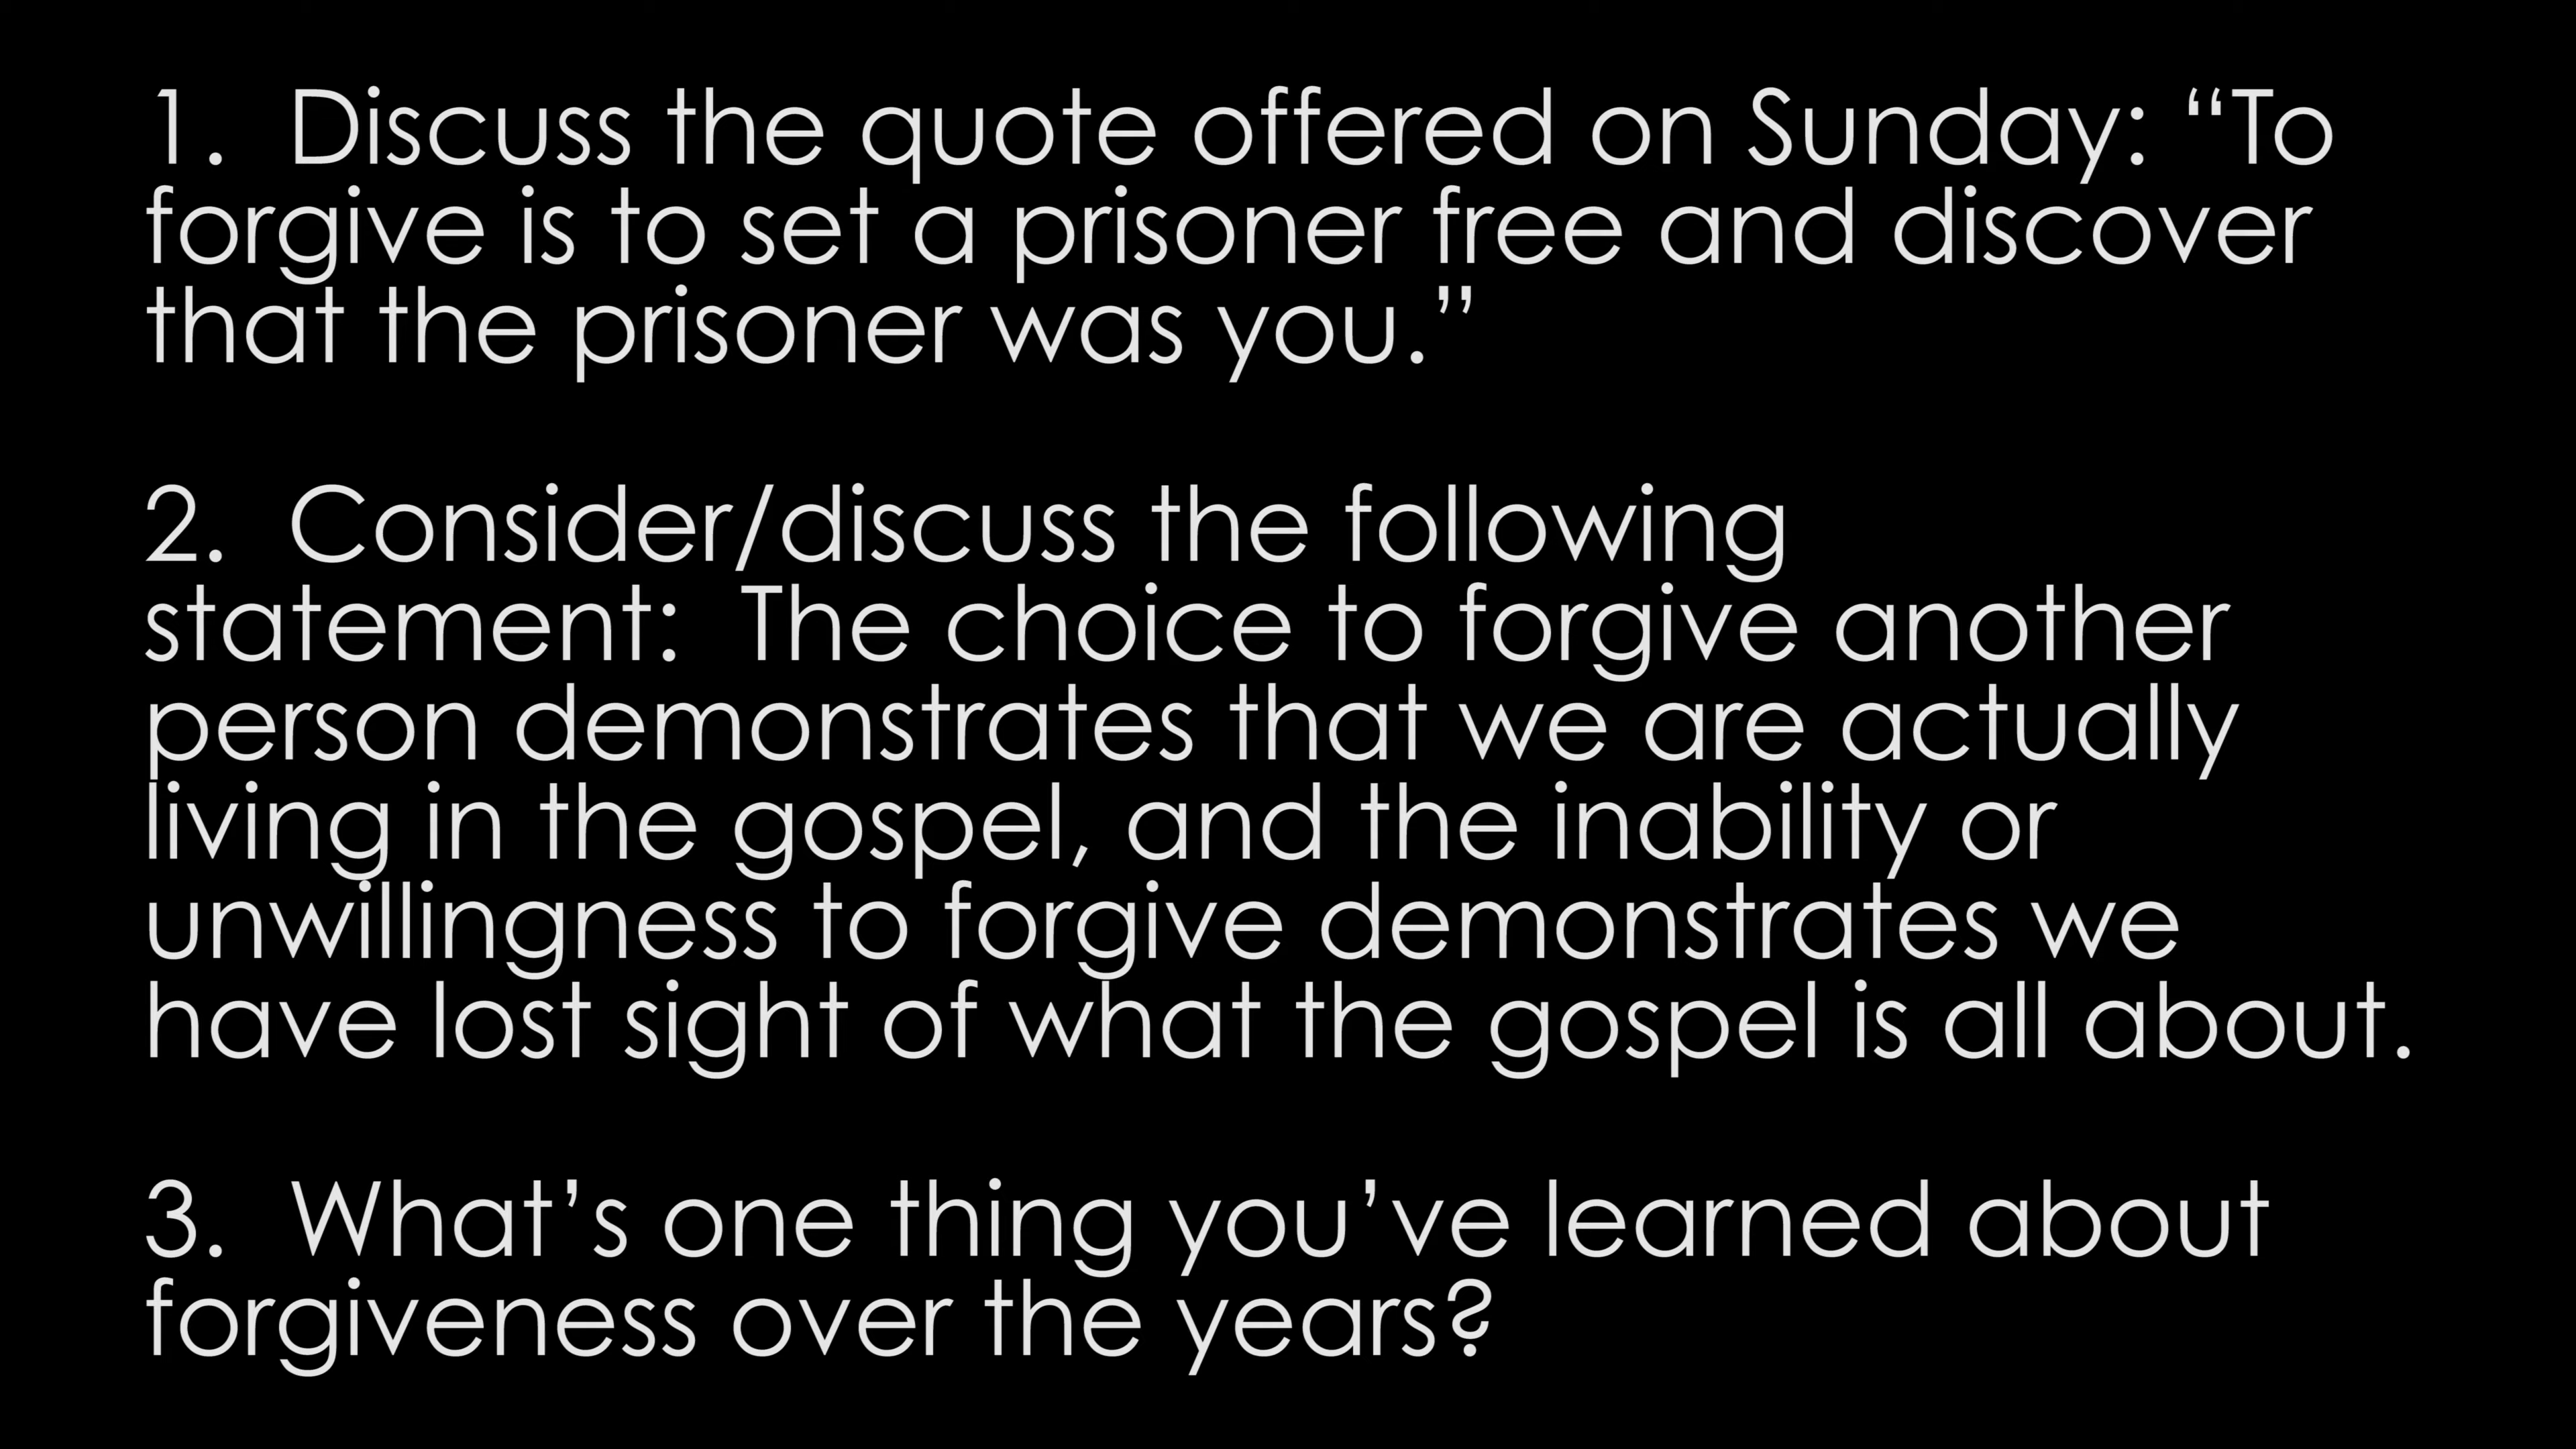 1.  Discuss the quote offered on Sunday: “To
forgive is to set a prisoner free and discover
that the prisoner was you.”
2.  Consider/discuss the following
statement:  The choice to forgive another
person demonstrates that we are actually
living in the gospel, and the inability or
unwillingness to forgive demonstrates we
have lost sight of what the gospel is all about.
3.  What’s one thing you’ve learned about
forgiveness over the years?